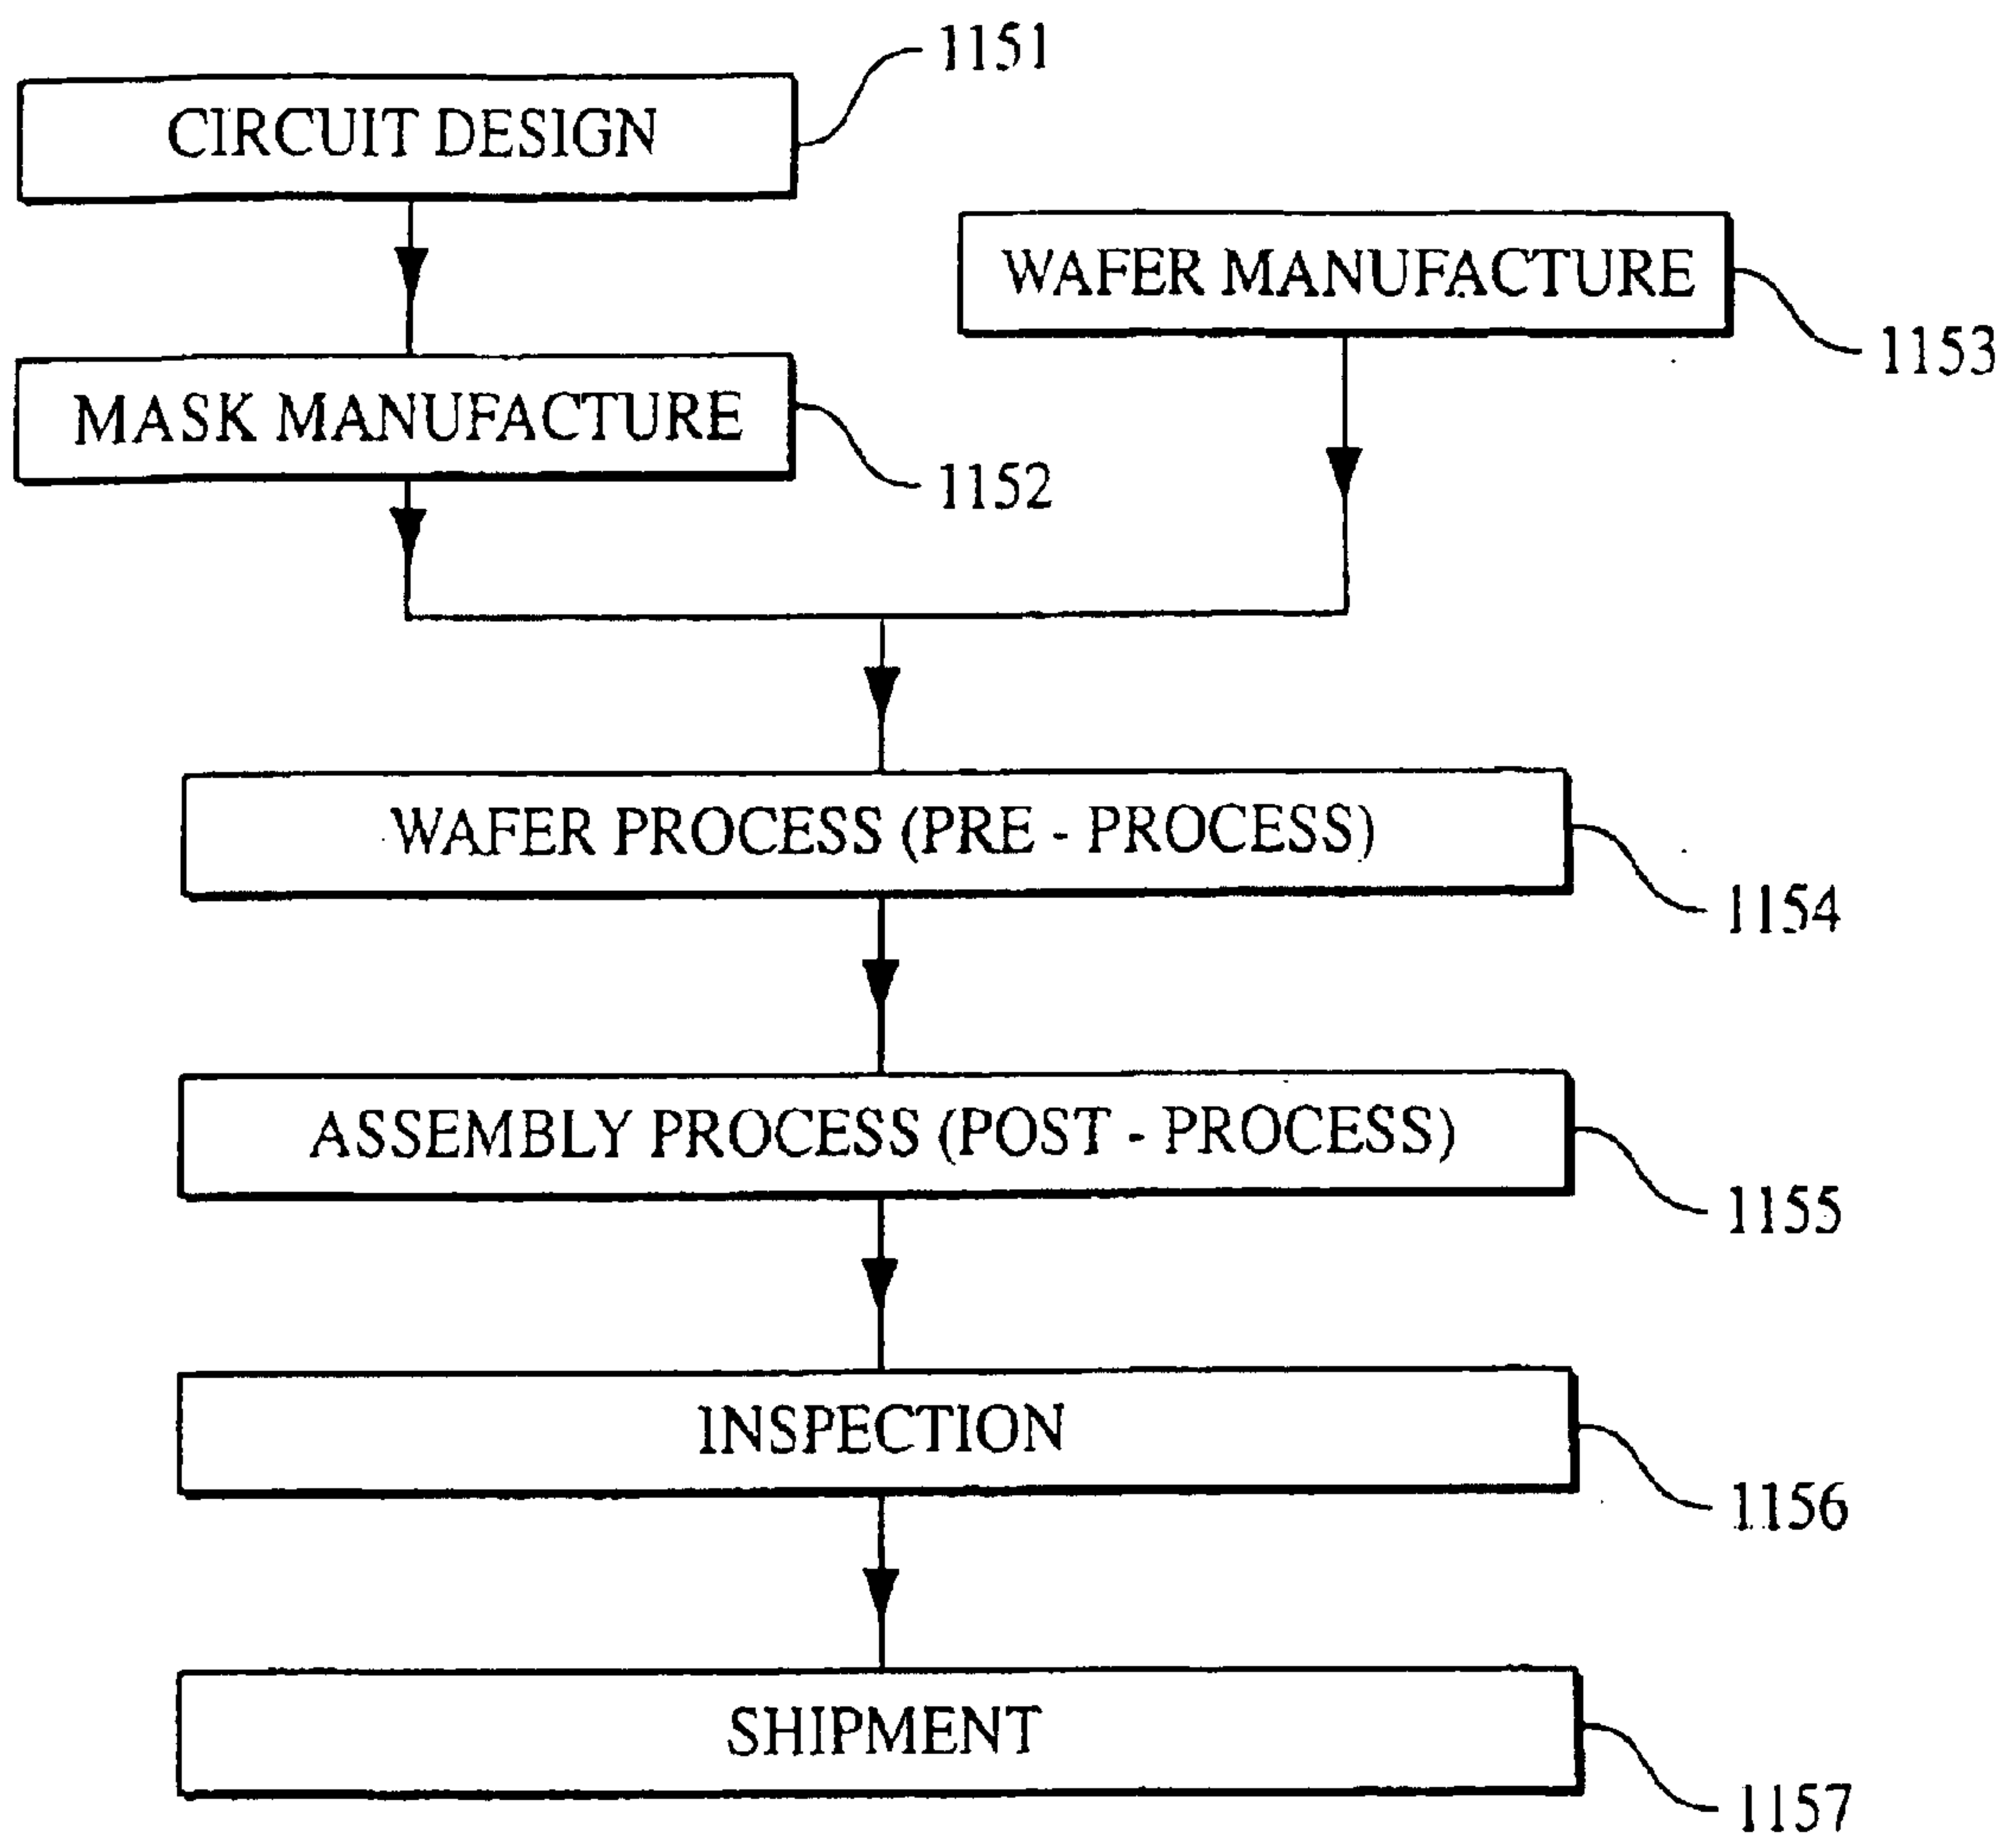 1151
CIRCUIT DESIGN
WAFER MANUFACTURE
1153
MASK MANUFACTURE
1152
WAFER PROCESS (PRE - PROCESS)
1154
ASSEMBLY PROCESS (POST - PROCESS)
1155
INSPECTION
1156
SHIPMENT
1157